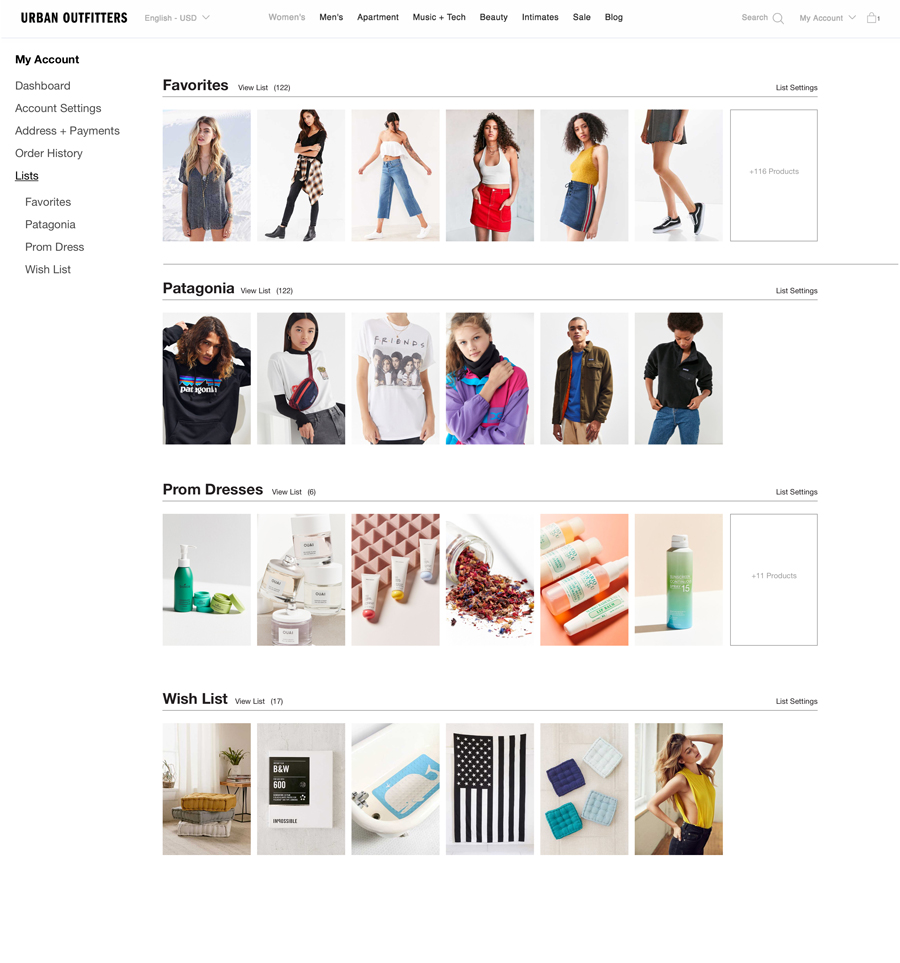 URBAN OUTFITTERS English - USD Women's Men's Apartment Music + Tech Beauty Intimates Sale Blog Search My Account 1
My Account
Dashboard
Account Settings
Address + Payments
Order History
Lists
Favorites
Patagonia
Prom Dress
Wish List
Favorites View List (122) List Settings
+116 Products
Patagonia View List (122) List Settings
patagonia
FRIENDS
Prom Dresses View List (6) List Settings
15
+11 Products
Wish List View List (17) List Settings
B&W
600
IMPOSSIBLE